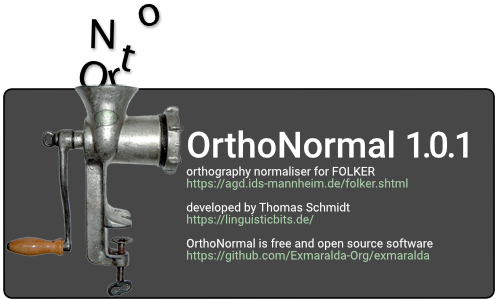 o
N
t
Or
OrthoNormal 1.0.1
orthography normaliser for FOLKER
https://agd.ids-mannheim.de/folker.shtml
developed by Thomas Schmidt
https://linguisticbits.de/
OrthoNormal is free and open source software
https://github.com/Exmaralda-Org/exmaralda